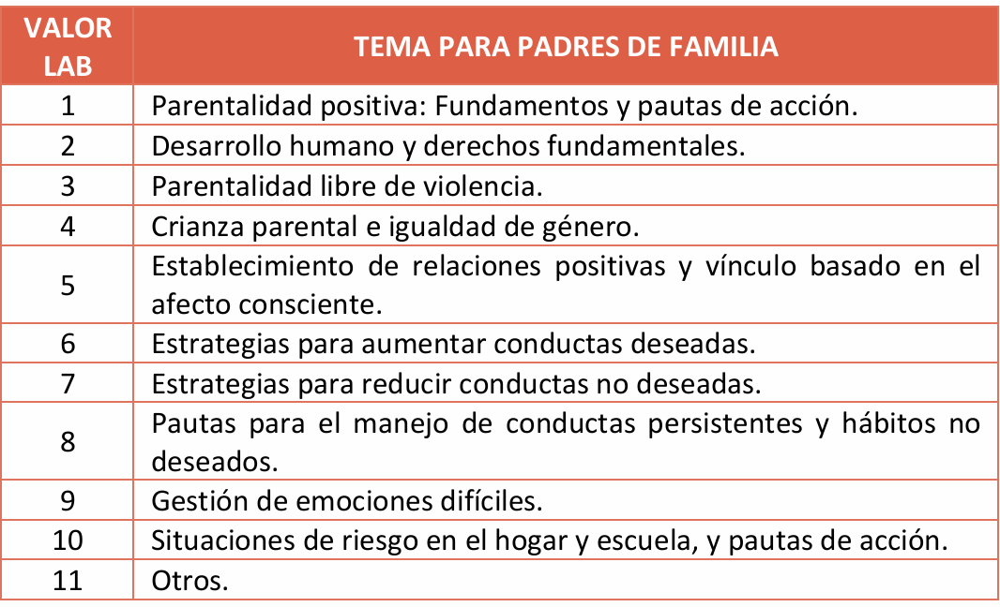 VALOR
LAB
TEMA PARA PADRES DE FAMILIA
1 Parentalidad positiva: Fundamentos y pautas de acción.
2 Desarrollo humano y derechos fundamentales.
3 Parentalidad libre de violencia.
4 Crianza parental e igualdad de género.
5 Establecimiento de relaciones positivas y vínculo basado en el
afecto consciente.
6 Estrategias para aumentar conductas deseadas.
7 Estrategias para reducir conductas no deseadas.
8 Pautas para el manejo de conductas persistentes y hábitos no
deseados.
9 Gestión de emociones difíciles.
10 Situaciones de riesgo en el hogar y escuela, y pautas de acción.
11 Otros.